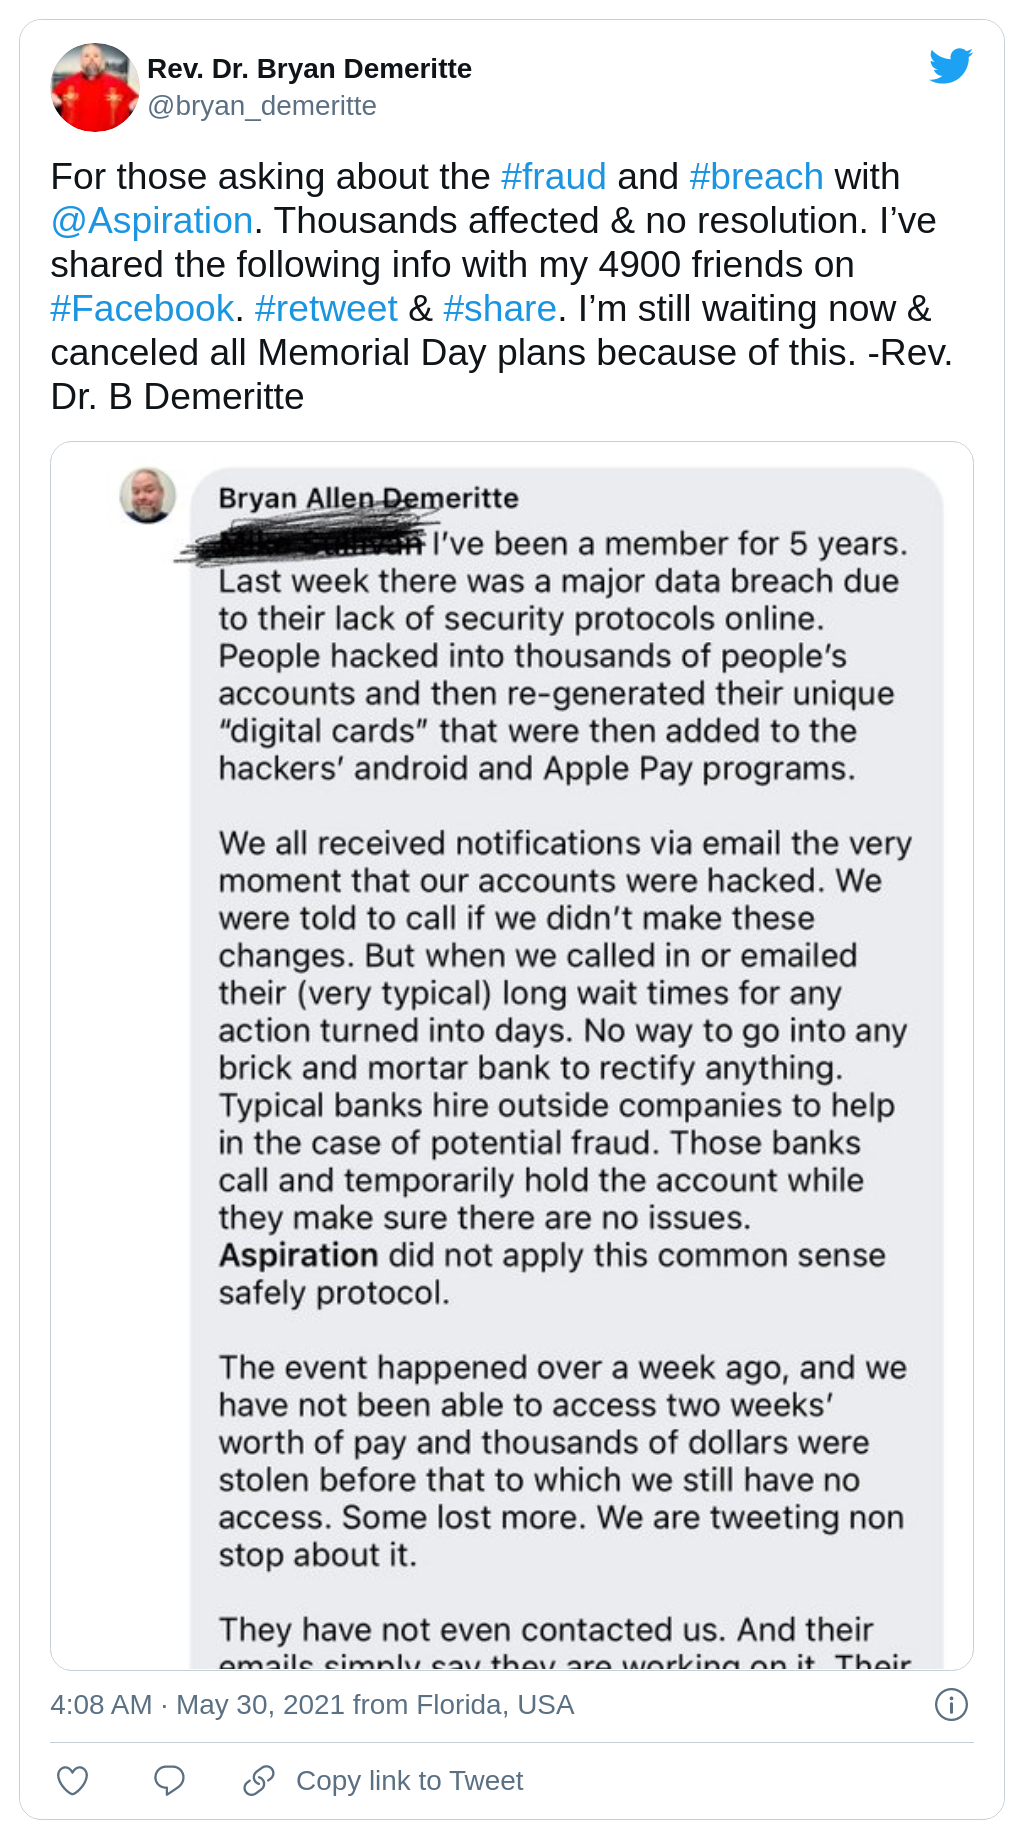 Rev. Dr. Bryan Demeritte
@bryan_demeritte
For those asking about the #fraud and #breach with
@Aspiration. Thousands affected & no resolution. I’ve
shared the following info with my 4900 friends on
#Facebook. #retweet & #share. I’m still waiting now &
canceled all Memorial Day plans because of this. -Rev.
Dr. B Demeritte
Bryan Allen Demeritte
I’ve been a member for 5 years.
Last week there was a major data breach due
to their lack of security protocols online.
People hacked into thousands of people’s
accounts and then re-generated their unique
“digital cards” that were then added to the
hackers’ android and Apple Pay programs.
We all received notifications via email the very
moment that our accounts were hacked. We
were told to call if we didn’t make these
changes. But when we called in or emailed
their (very typical) long wait times for any
action turned into days. No way to go into any
brick and mortar bank to rectify anything.
Typical banks hire outside companies to help
in the case of potential fraud. Those banks
call and temporarily hold the account while
they make sure there are no issues.
Aspiration did not apply this common sense
safely protocol.
The event happened over a week ago, and we
have not been able to access two weeks’
worth of pay and thousands of dollars were
stolen before that to which we still have no
access. Some lost more. We are tweeting non
stop about it.
They have not even contacted us. And their
emails simply say they are working on it. Their
4:08 AM · May 30, 2021 from Florida, USA
Copy link to Tweet